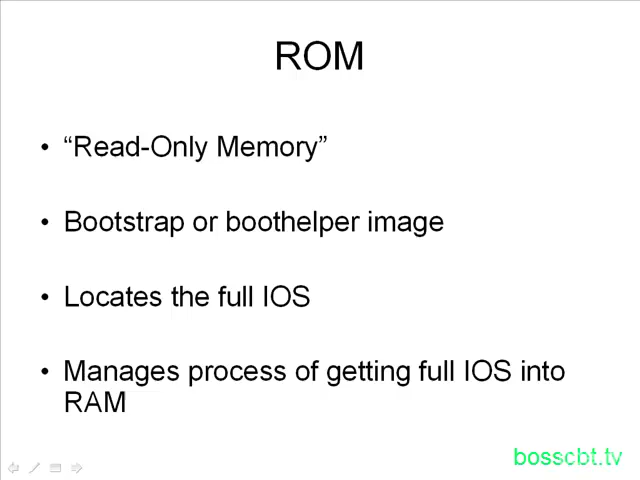 ROM
• “Read-Only Memory”
• Bootstrap or boothelper image
• Locates the full IOS
• Manages process of getting full IOS into
RAM
bosscbt.tv